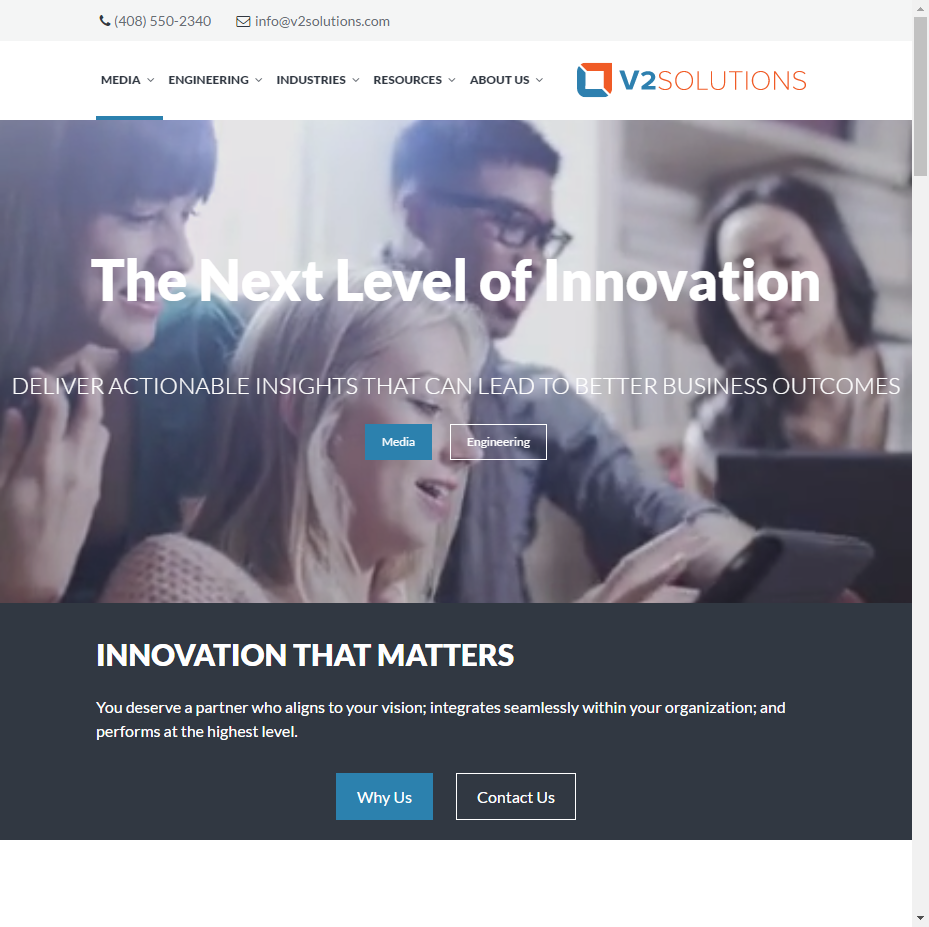 (408) 550-2340 info@v2solutions.com
MEDIA ENGINEERING INDUSTRIES RESOURCES ABOUT US V2SOLUTIONS
The Next Level of Innovation
DELIVER ACTIONABLE INSIGHTS THAT CAN LEAD TO BETTER BUSINESS OUTCOMES
Media Engineering
INNOVATION THAT MATTERS
You deserve a partner who aligns to your vision; integrates seamlessly within your organization; and
performs at the highest level.
Why Us Contact Us